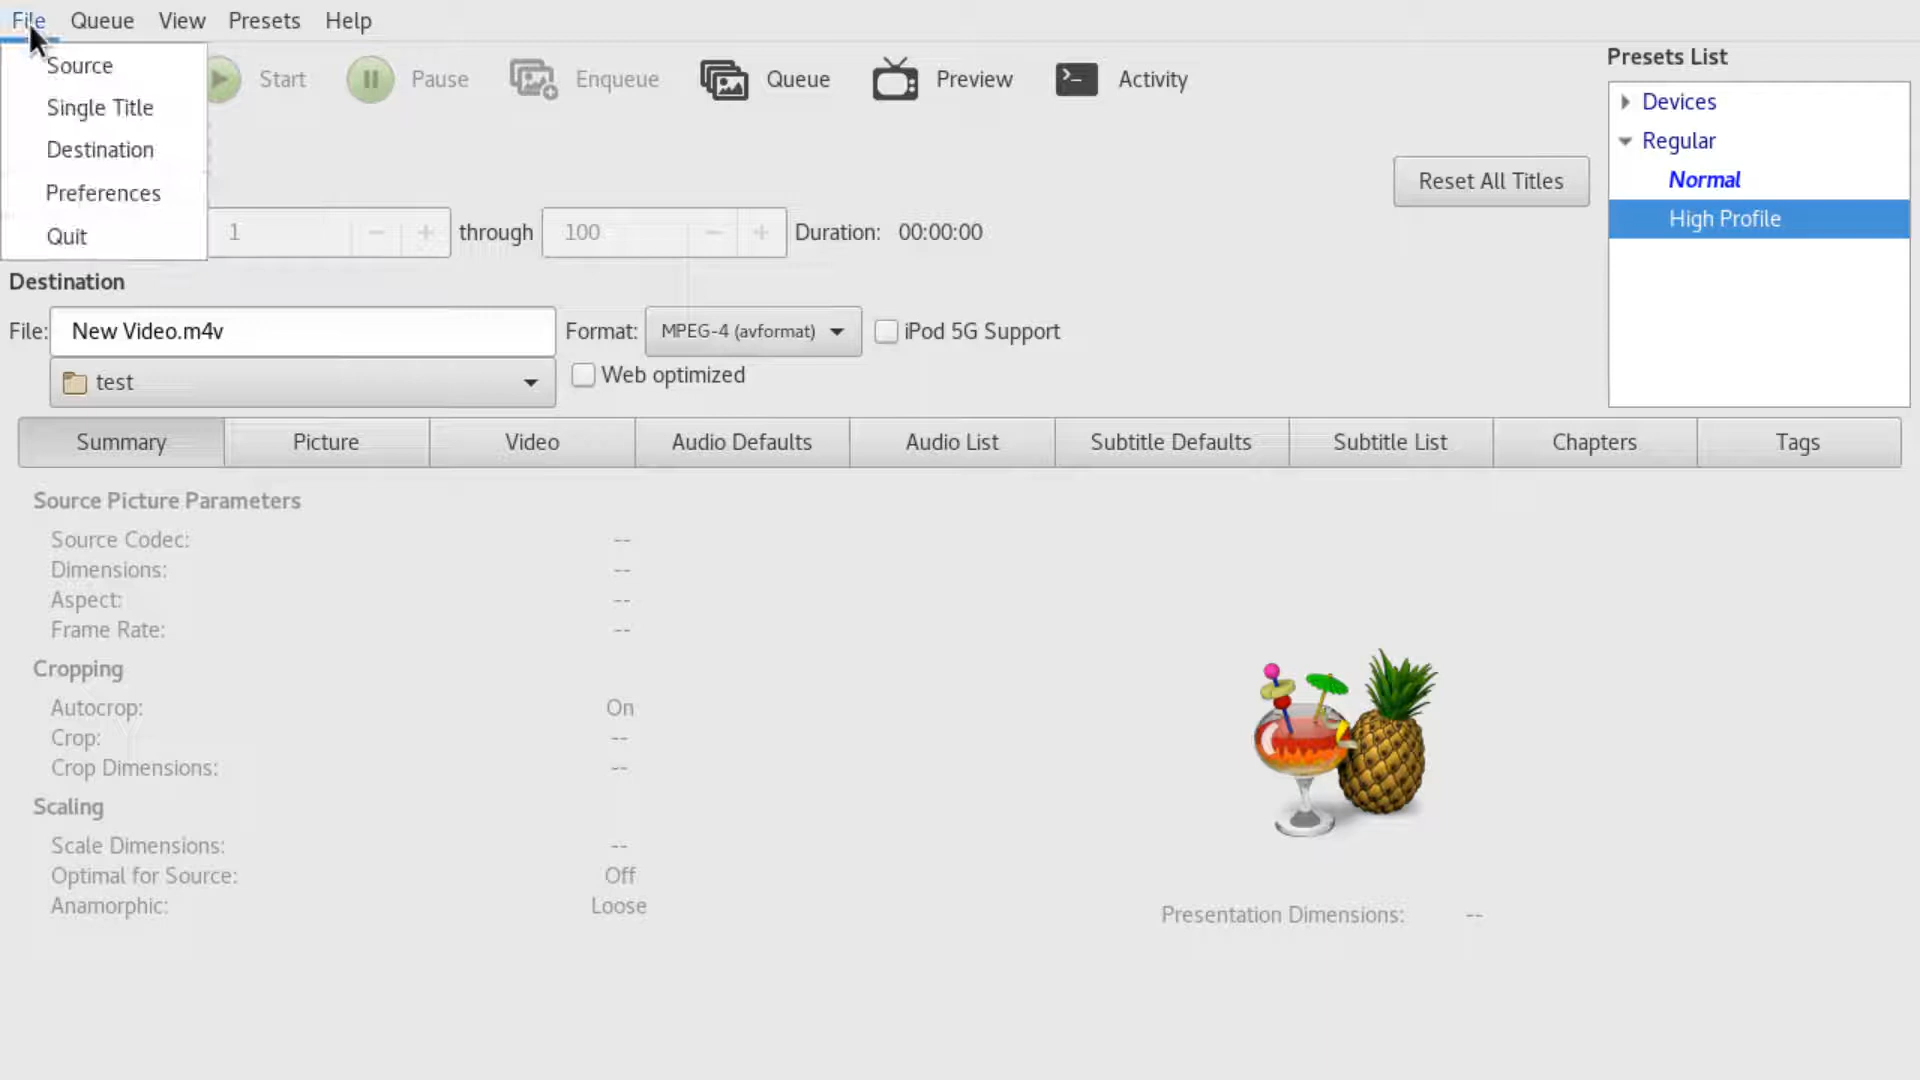 File Queue View Presets Help
Source
Single Title
Destination
Preferences
Quit
Start Pause Enqueue Queue Preview Activity
Presets List
Devices
Regular
Normal
High Profile
Reset All Titles
1 through 100 Duration: 00:00:00
Destination
File: New Video.m4v Format: MPEG-4 (avformat) iPod 5G Support
test Web optimized
Summary Picture Video Audio Defaults Audio List Subtitle Defaults Subtitle List Chapters Tags
Source Picture Parameters
Source Codec: --
Dimensions: --
Aspect: --
Frame Rate: --
Cropping
Autocrop: On
Crop: --
Crop Dimensions: --
Scaling
Scale Dimensions: --
Optimal for Source: Off
Anamorphic: Loose
Presentation Dimensions: --